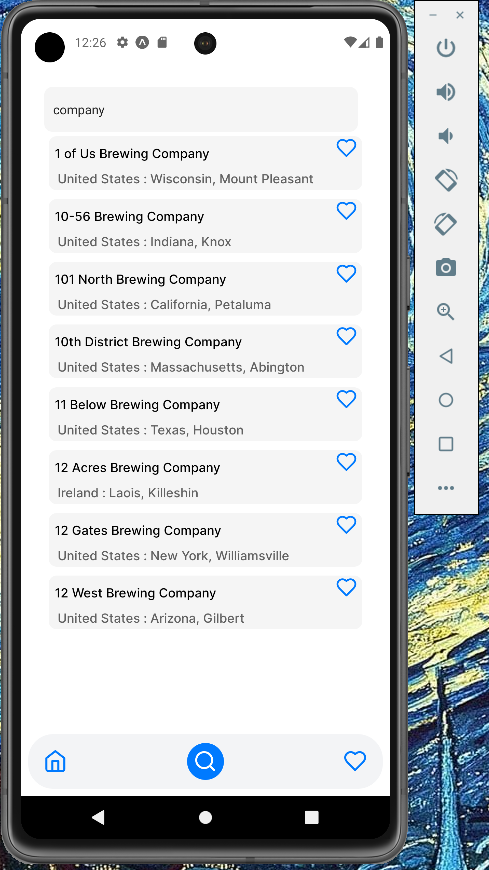 12:26
company
1 of Us Brewing Company
United States : Wisconsin, Mount Pleasant
10-56 Brewing Company
United States : Indiana, Knox
101 North Brewing Company
United States : California, Petaluma
10th District Brewing Company
United States : Massachusetts, Abington
11 Below Brewing Company
United States : Texas, Houston
12 Acres Brewing Company
Ireland : Laois, Killeshin
12 Gates Brewing Company
United States : New York, Williamsville
12 West Brewing Company
United States : Arizona, Gilbert